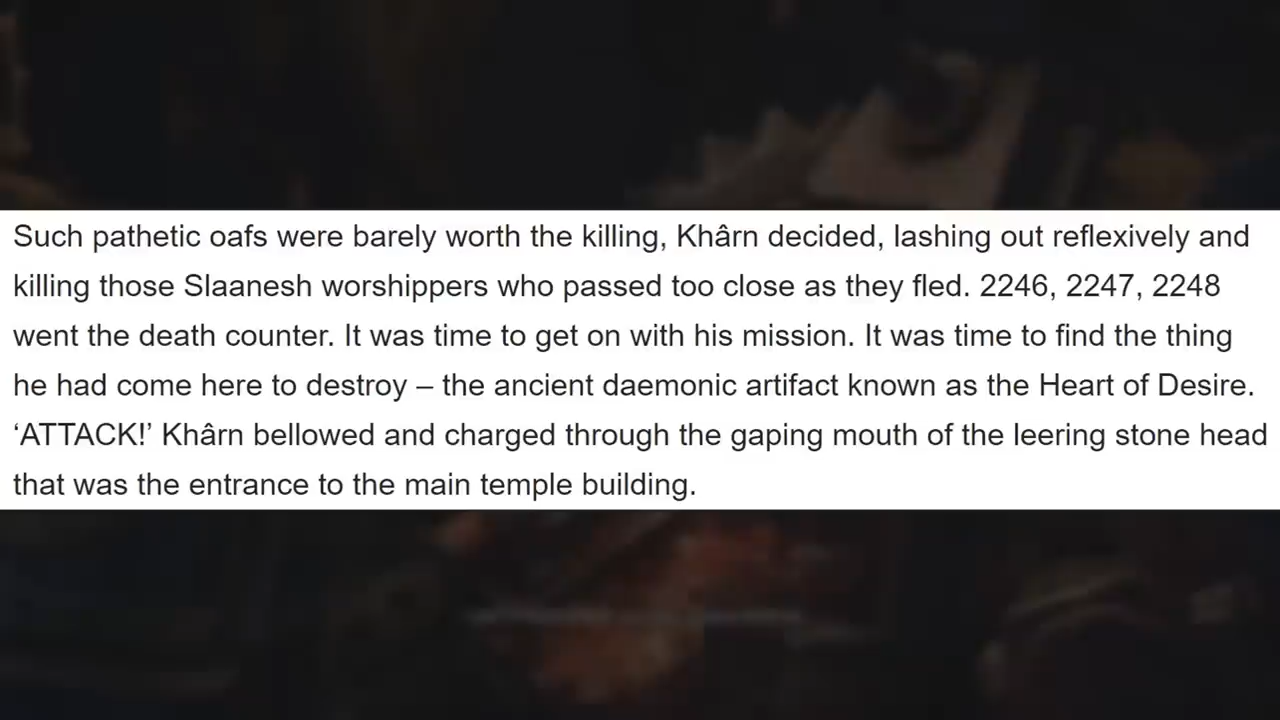 Such pathetic oafs were barely worth the killing, Khârn decided, lashing out reflexively and
killing those Slaanesh worshippers who passed too close as they fled. 2246, 2247, 2248
went the death counter. It was time to get on with his mission. It was time to find the thing
he had come here to destroy – the ancient daemonic artifact known as the Heart of Desire.
‘ATTACK!’ Khârn bellowed and charged through the gaping mouth of the leering stone head
that was the entrance to the main temple building.